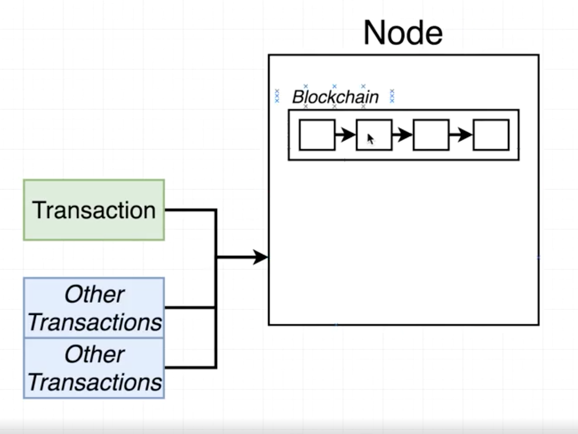 Node
Blockchain
Transaction
Other
Transactions
Other
Transactions